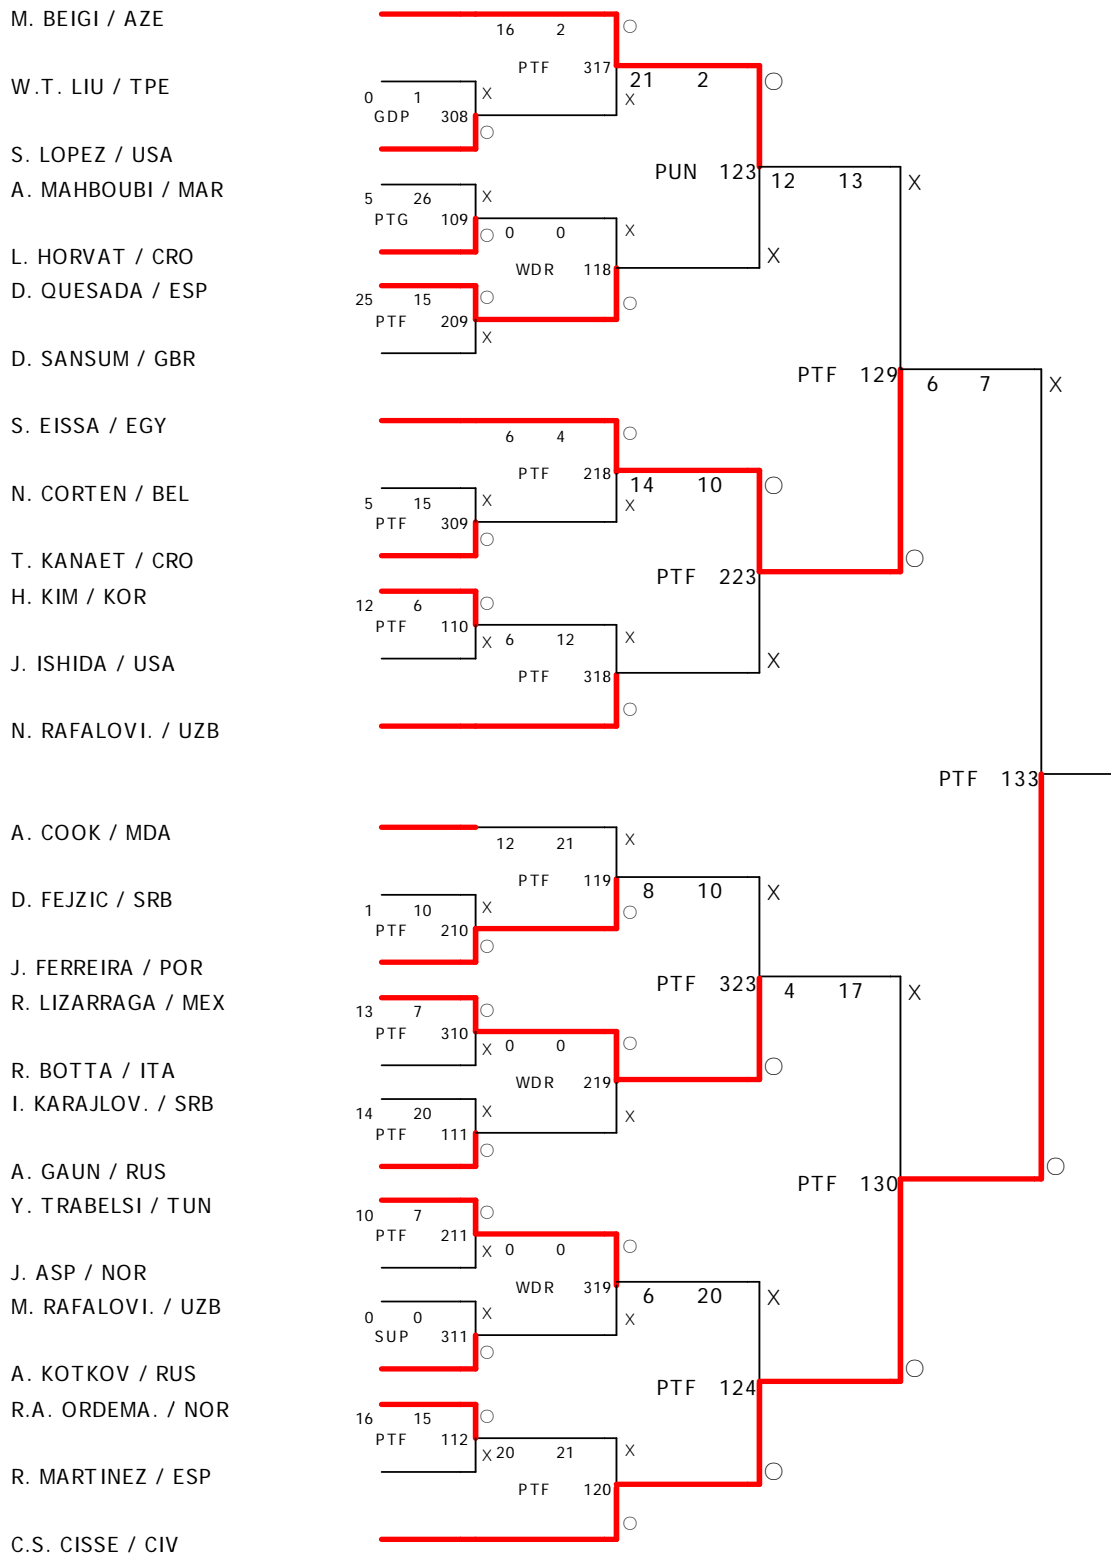 M. BEIGI / AZE
16 2
PTF 317
W.T. LIU / TPE
21 2
X
0 1
X
GDP 308
S. LOPEZ / USA
PUN 123
12 13
X
A. MAHBOUBI / MAR
5 26
X
PTG 109
0 0
X
L. HORVAT / CRO
X
WDR 118
D. QUESADA / ESP
25 15
PTF 209
X
D. SANSUM / GBR
PTF 129
6 7
X
S. EISSA / EGY
6 4
PTF 218
14 10
N. CORTEN / BEL
5 15
X
X
PTF 309
T. KANAET / CRO
PTF 223
H. KIM / KOR
12 6
PTF 110
X
6 12
X
J. ISHIDA / USA
X
PTF 318
N. RAFALOVI. / UZB
PTF 133
A. COOK / MDA
12 21
X
PTF 119
8 10
X
D. FEJZIC / SRB
1 10
X
PTF 210
J. FERREIRA / POR
PTF 323
4 17
X
R. LIZARRAGA / MEX
13 7
PTF 310
X
0 0
R. BOTTA / ITA
WDR 219
I. KARAJLOV. / SRB
14 20
X
X
PTF 111
A. GAUN / RUS
PTF 130
Y. TRABELSI / TUN
10 7
PTF 211
X
0 0
J. ASP / NOR
WDR 319
6 20
X
M. RAFALOVI. / UZB
0 0
X
X
SUP 311
A. KOTKOV / RUS
PTF 124
R.A. ORDEMA. / NOR
16 15
PTF 112
X
20 21
X
R. MARTINEZ / ESP
PTF 120
C.S. CISSE / CIV